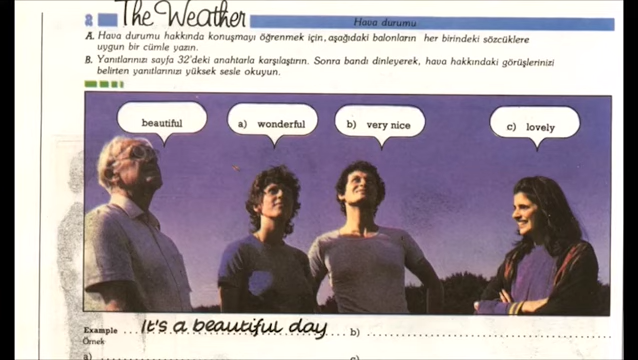 2 The Weather Hava durumu
A. Hava durumu hakkında konuşmayı öğrenmek için, aşağıdaki balonların her birindeki sözcüklere
uygun bir cümle yazın.
B. Yanıtlarınızı sayfa 32'deki anahtarla karşılaştırın. Sonra bandı dinleyerek, hava hakkındaki görüşlerinizi
belirten yanıtlarınızı yüksek sesle okuyun.
beautiful
a) wonderful
b) very nice
c) lovely
Example ... It's a beautiful day b) ...
Örnek
a) ... c) ...